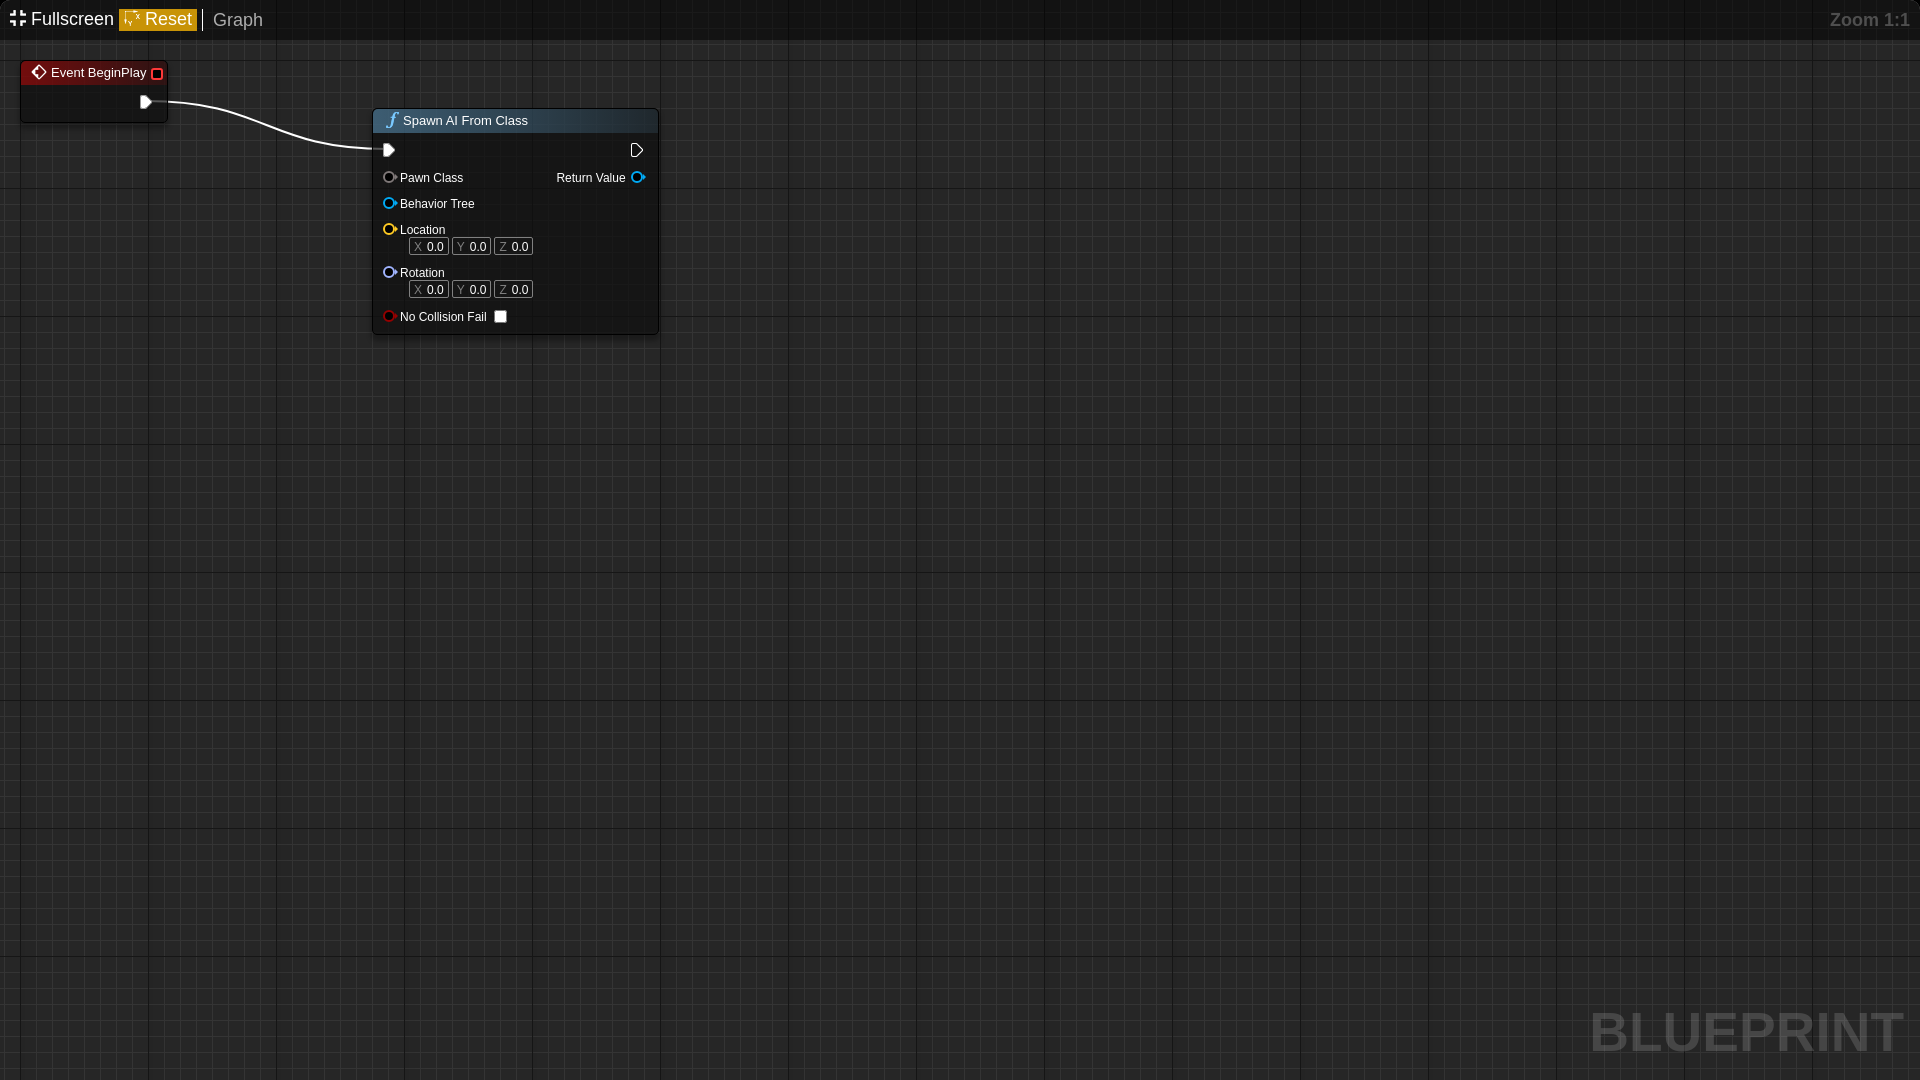 Fullscreen Reset Graph Zoom 1:1
Event BeginPlay
Spawn AI From Class
Pawn Class Return Value
Behavior Tree
Location
X 0.0 Y 0.0 Z 0.0
Rotation
X 0.0 Y 0.0 Z 0.0
No Collision Fail
BLUEPRINT